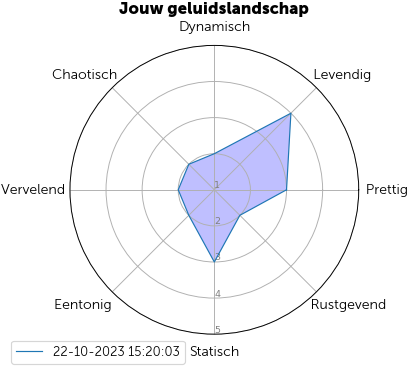 Jouw geluidslandschap
Dynamisch
Chaotisch
Levendig
Vervelend
Prettig
1
2
3
4
5
Eentonig
Rustgevend
Statisch
22-10-2023 15:20:03